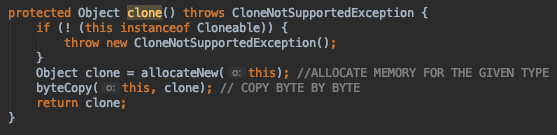 protected Object clone() throws CloneNotSupportedException {
if (! (this instanceof Cloneable)) {
throw new CloneNotSupportedException();
}
Object clone = allocateNew( o: this); //ALLOCATE MEMORY FOR THE GIVEN TYPE
byteCopy( o: this, clone); // COPY BYTE BY BYTE
return clone;
}